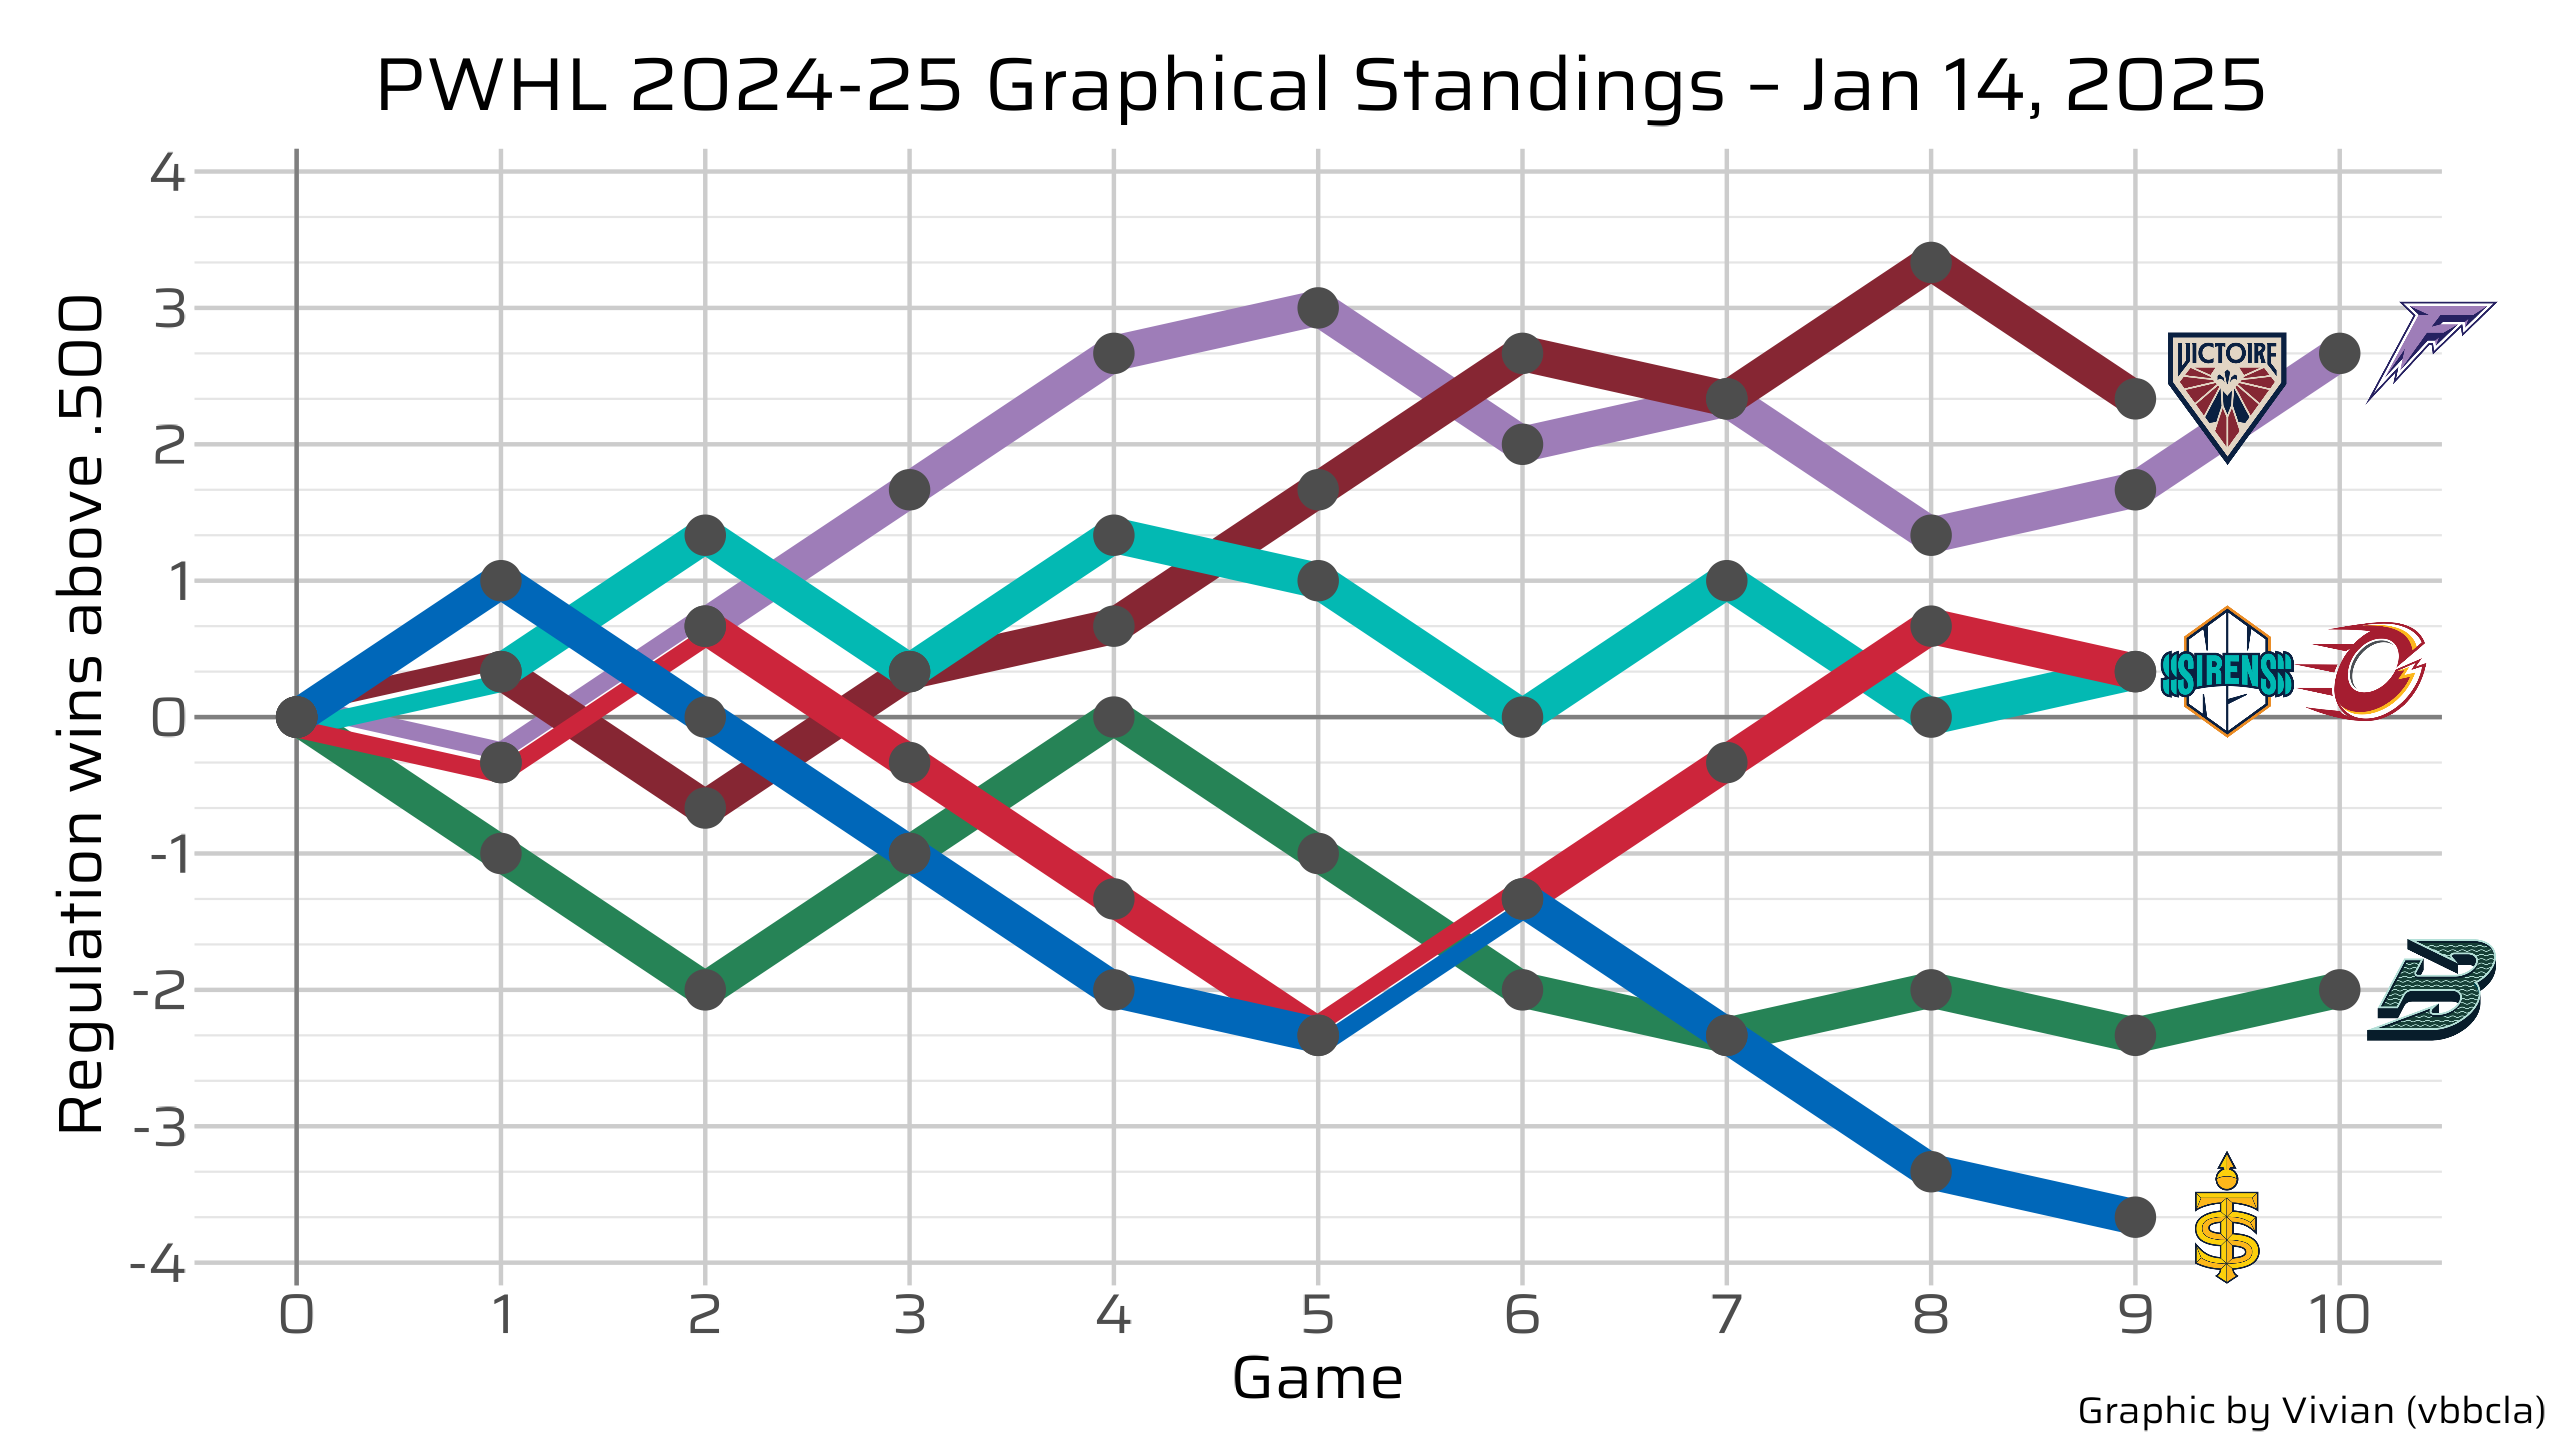 PWHL 2024-25 Graphical Standings - Jan 14, 2025
Regulation wins above .500
4
3
2
1
0
-1
-2
-3
-4
VICTOIRE
F
SIRENS
B
TS
0 1 2 3 4 5 6 7 8 9 10
Game
Graphic by Vivian (vbbcla)